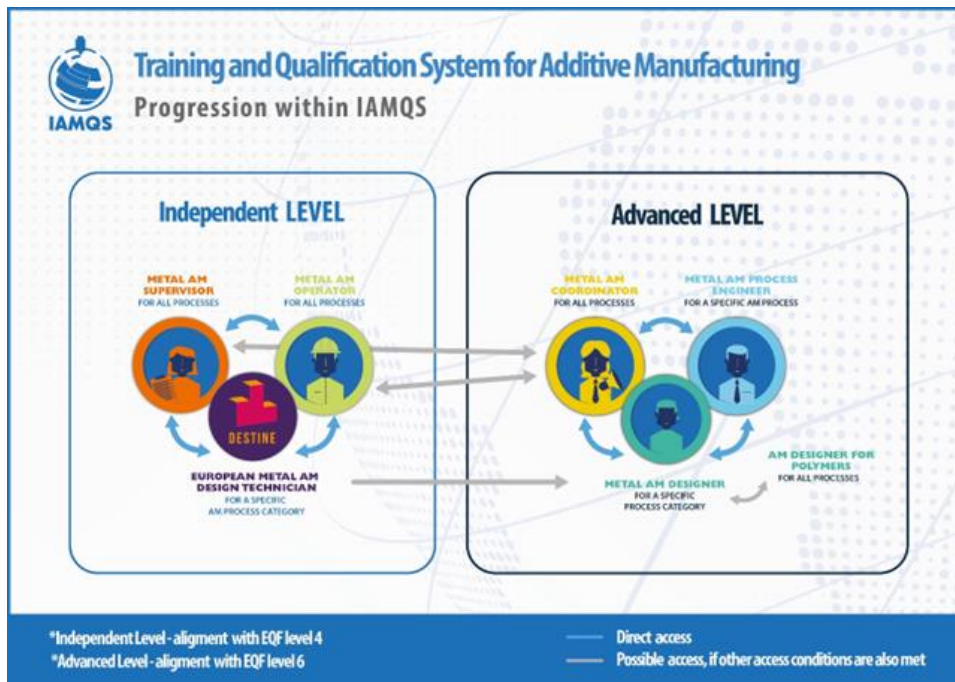 IAMQS
Training and Qualification System for Additive Manufacturing
Progression within IAMQS
Independent LEVEL
METAL AM
SUPERVISOR
FOR ALL PROCESSES
METAL AM
OPERATOR
FOR ALL PROCESSES
DESTINE
EUROPEAN METAL AM
DESIGN TECHNICIAN
FOR A SPECIFIC
AM PROCESS CATEGORY
Advanced LEVEL
METAL AM
COORDINATOR
FOR ALL PROCESSES
METAL AM PROCESS
ENGINEER
FOR A SPECIFIC AM PROCESS
METAL AM DESIGNER
FOR A SPECIFIC
PROCESS CATEGORY
AM DESIGNER FOR
POLYMERS
FOR ALL PROCESSES
*Independent Level - aligment with EQF level 4
*Advanced Level - aligment with EQF level 6
Direct access
Possible access, if other access conditions are also met